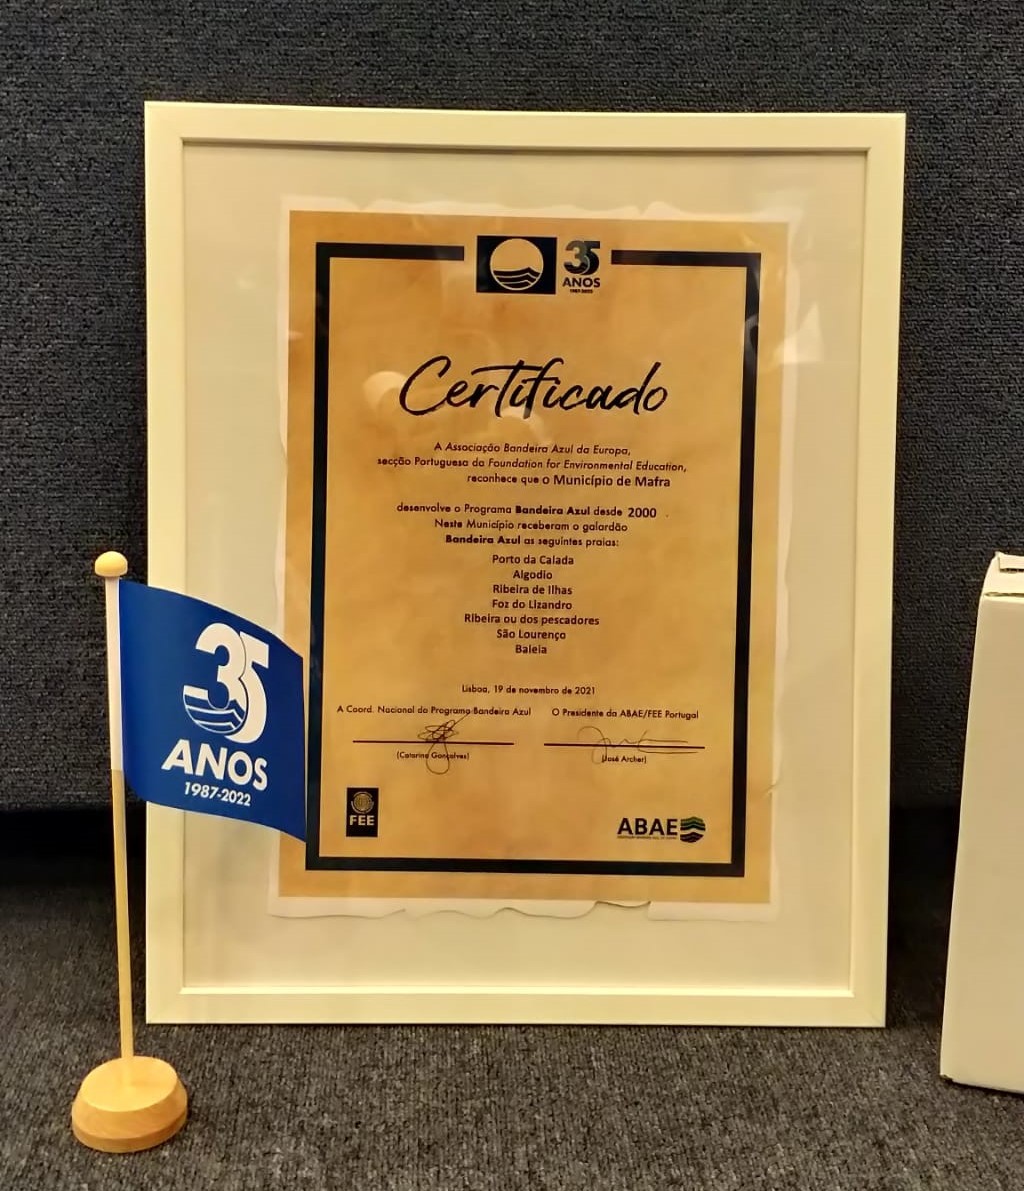 35
ANOS
1987-2022
Certificado
A Associação Bandeira Azul da Europa,
secção Portuguesa da Foundation for Environmental Education,
reconhece que o Município de Mafra
desenvolve o Programa Bandeira Azul desde 2000 .
Neste Município receberam o galardão
Bandeira Azul as seguintes praias:
Porto da Calada
Algodio
Ribeira de Ilhas
Foz do Lizandro
Ribeira ou dos pescadores
São Lourenço
Baleia
Lisboa, 19 de novembro de 2021
A Coord. Nacional do Programa Bandeira Azul O Presidente da ABAE/FEE Portugal
(Catarina Gonçalves) (José Archer)
FEE
ABAE
35
ANOS
1987-2022